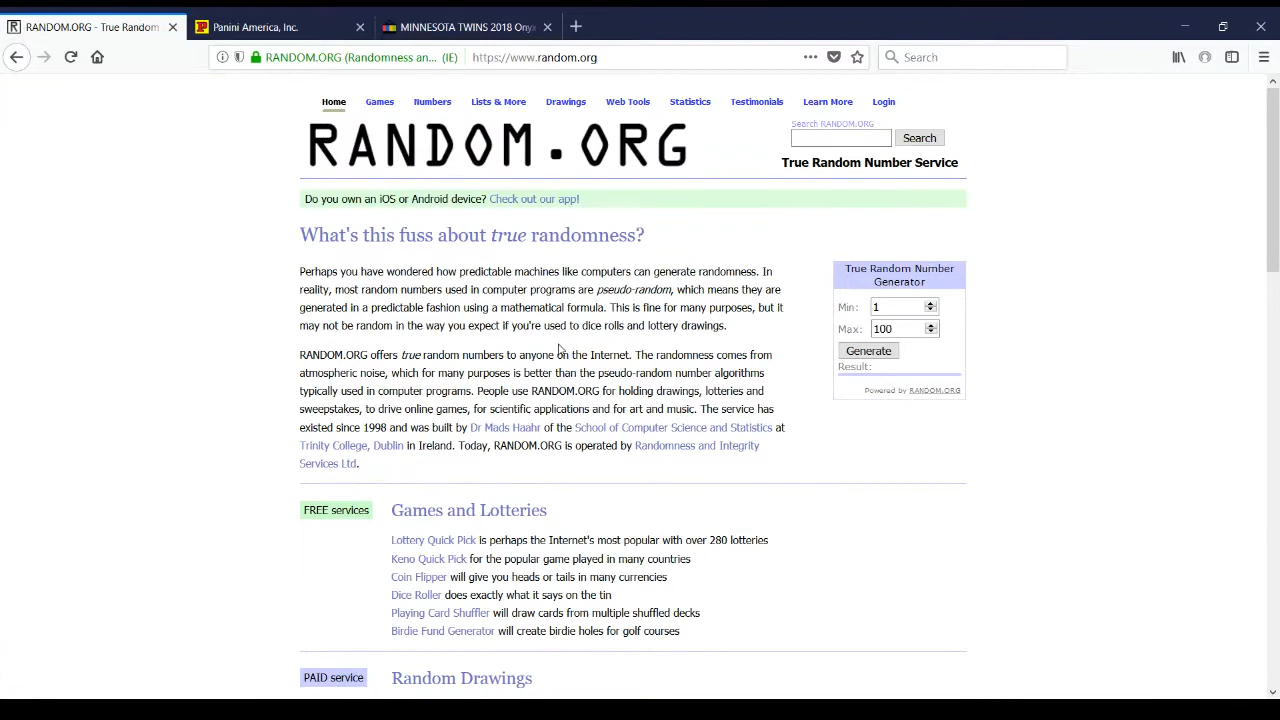 RANDOM.ORG - True Random
Panini America, Inc.
MINNESOTA TWINS 2018 Onyx
RANDOM.ORG (Randomness an... (IE)
https://www.random.org
Search
Home Games Numbers Lists & More Drawings Web Tools Statistics Testimonials Learn More Login
RANDOM.ORG
Search RANDOM.ORG
Search
True Random Number Service
Do you own an iOS or Android device? Check out our app!
What's this fuss about true randomness?
Perhaps you have wondered how predictable machines like computers can generate randomness. In
reality, most random numbers used in computer programs are pseudo-random, which means they are
generated in a predictable fashion using a mathematical formula. This is fine for many purposes, but it
may not be random in the way you expect if you're used to dice rolls and lottery drawings.
RANDOM.ORG offers true random numbers to anyone on the Internet. The randomness comes from
atmospheric noise, which for many purposes is better than the pseudo-random number algorithms
typically used in computer programs. People use RANDOM.ORG for holding drawings, lotteries and
sweepstakes, to drive online games, for scientific applications and for art and music. The service has
existed since 1998 and was built by Dr Mads Haahr of the School of Computer Science and Statistics at
Trinity College, Dublin in Ireland. Today, RANDOM.ORG is operated by Randomness and Integrity
Services Ltd.
True Random Number
Generator
Min: 1
Max: 100
Generate
Result:
Powered by RANDOM.ORG
FREE services
Games and Lotteries
Lottery Quick Pick is perhaps the Internet's most popular with over 280 lotteries
Keno Quick Pick for the popular game played in many countries
Coin Flipper will give you heads or tails in many currencies
Dice Roller does exactly what it says on the tin
Playing Card Shuffler will draw cards from multiple shuffled decks
Birdie Fund Generator will create birdie holes for golf courses
PAID service
Random Drawings